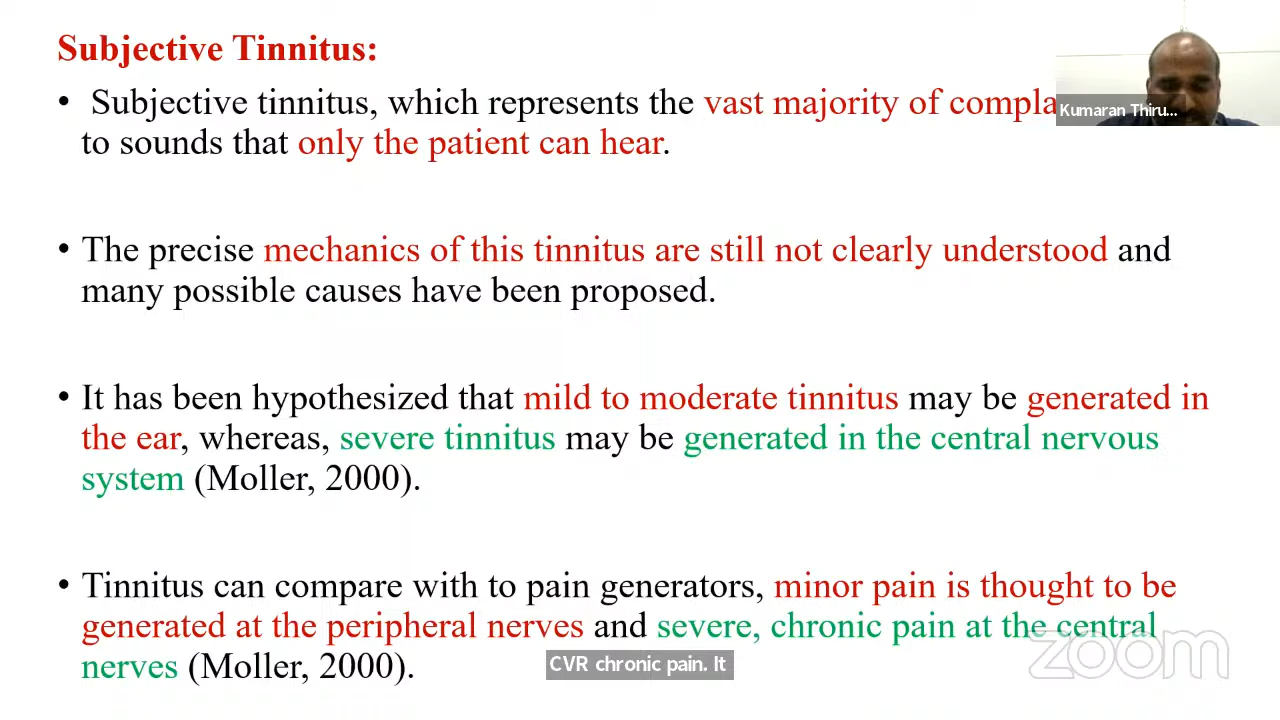 Subjective Tinnitus:
• Subjective tinnitus, which represents the vast majority of compla
Kumaran Thiru...
to sounds that only the patient can hear.
• The precise mechanics of this tinnitus are still not clearly understood and
many possible causes have been proposed.
• It has been hypothesized that mild to moderate tinnitus may be generated in
the ear, whereas, severe tinnitus may be generated in the central nervous
system (Moller, 2000).
• Tinnitus can compare with to pain generators, minor pain is thought to be
generated at the peripheral nerves and severe, chronic pain at the central
nerves (Moller, 2000).
CVR chronic pain. It
zoom